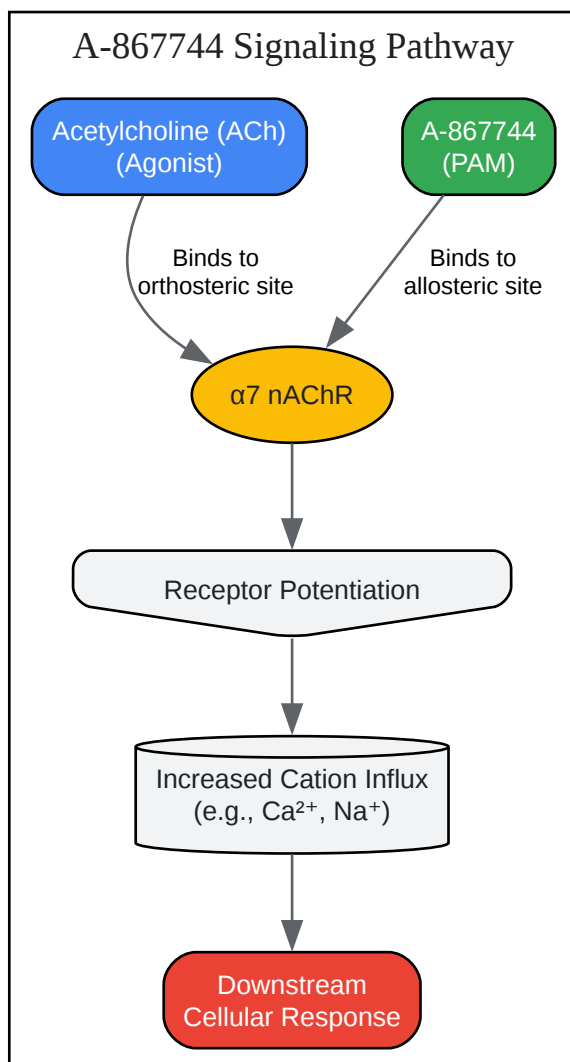 A-867744 Signaling Pathway
Acetylcholine (ACh)
(Agonist)
A-867744
(PAM)
Binds to
orthosteric site
Binds to
allosteric site
α7 nAChR
Receptor Potentiation
Increased Cation Influx
(e.g., Ca²⁺, Na⁺)
Downstream
Cellular Response